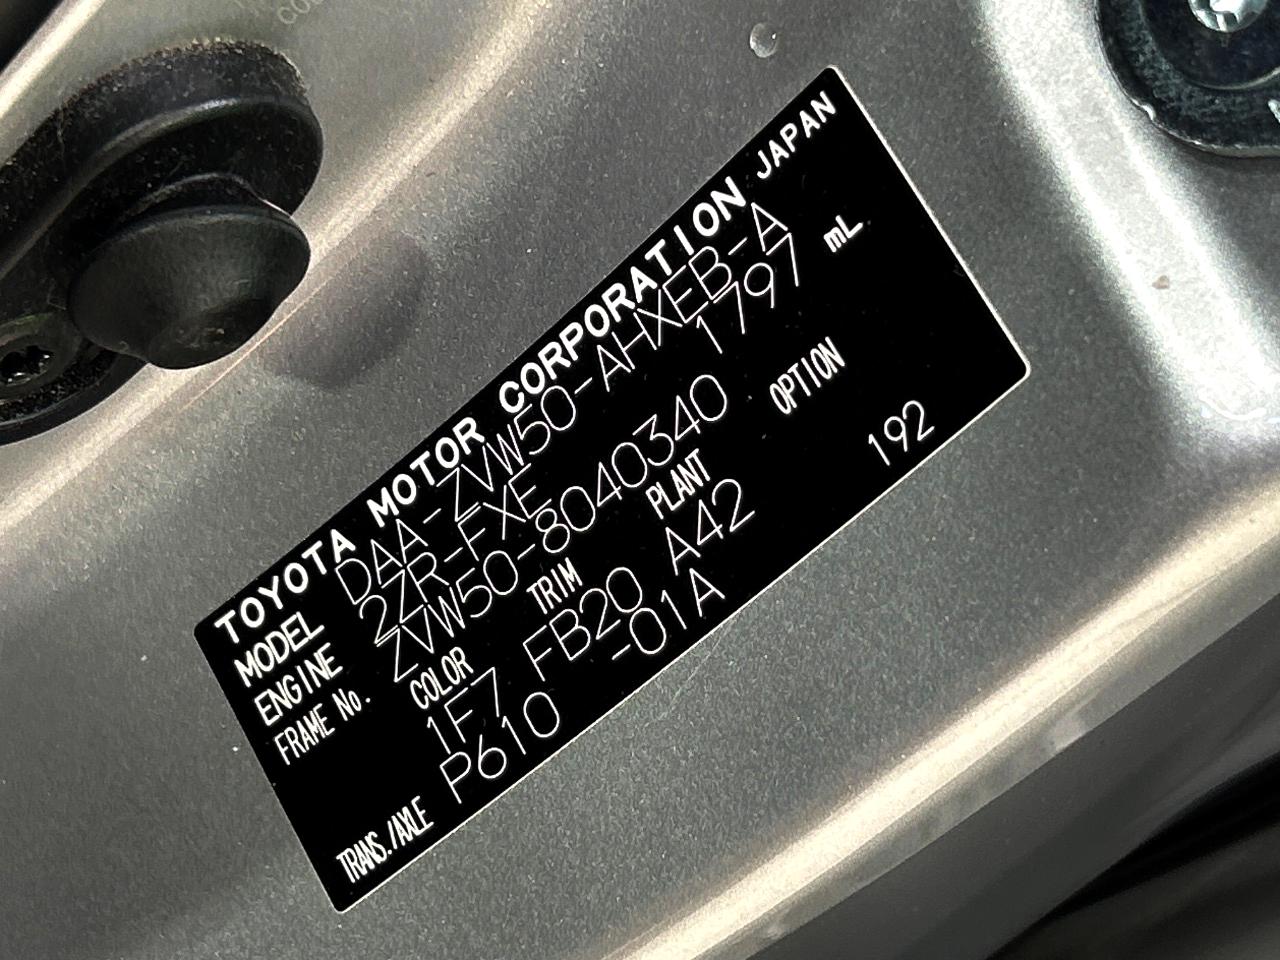 TOYOTA MOTOR CORPORATION JAPAN
MODEL DAA-ZVW50-AHXEB-A
ENGINE 2ZR-FXE 1797 mL
FRAME No. ZVW50-8040340
COLOR TRIM PLANT OPTION
1F7 FB20 A42 192
TRANS./AXLE P610 -01A